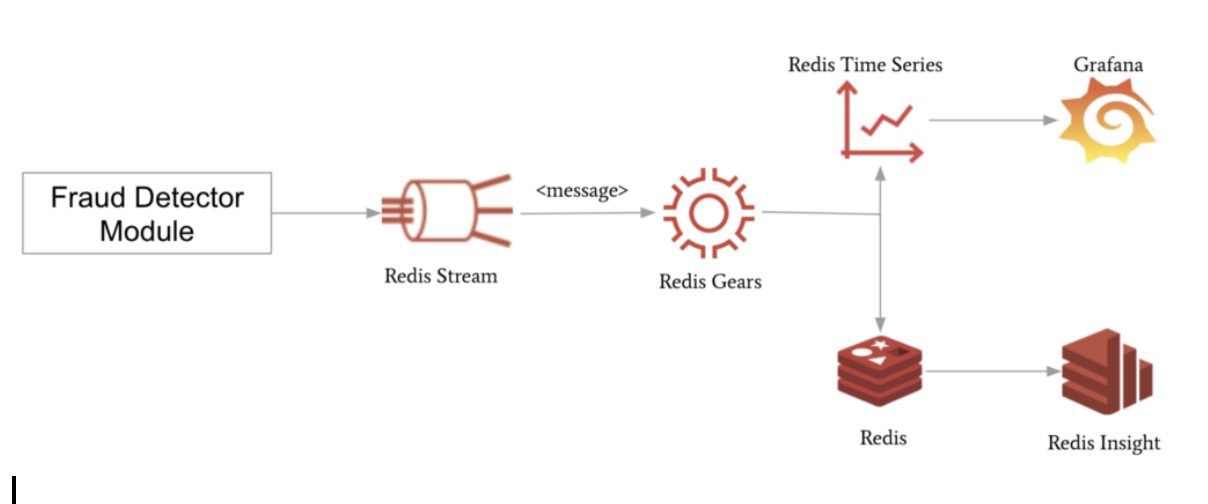 Redis Time Series
Grafana
Fraud Detector
Module
<message>
Redis Stream
Redis Gears
Redis
Redis Insight